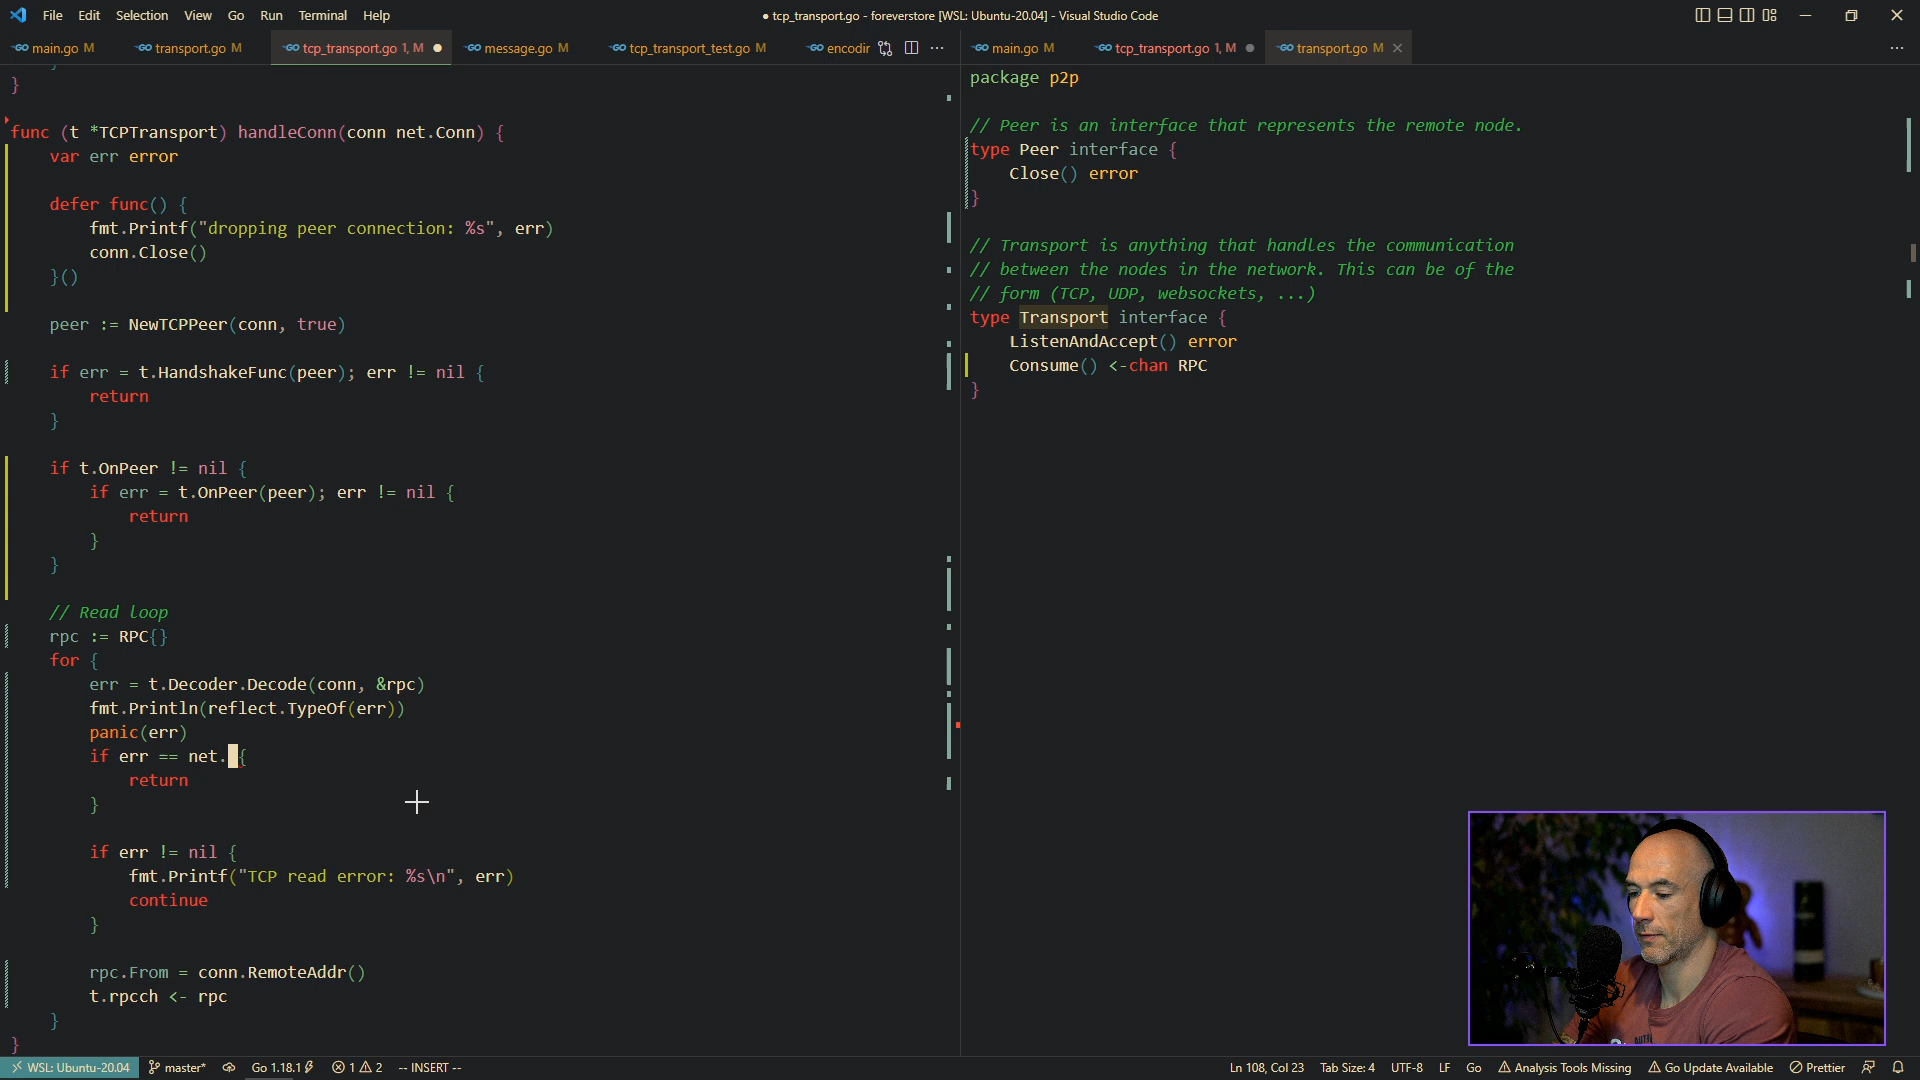 File Edit Selection View Go Run Terminal Help
● tcp_transport.go - foreverstore [WSL: Ubuntu-20.04] - Visual Studio Code
main.go M transport.go M tcp_transport.go 1, M ● message.go M tcp_transport_test.go M encodir ···
main.go M tcp_transport.go 1, M ● transport.go M ···
}
}
func (t *TCPTransport) handleConn(conn net.Conn) {
var err error
defer func() {
fmt.Printf("dropping peer connection: %s", err)
conn.Close()
}()
peer := NewTCPPeer(conn, true)
if err = t.HandshakeFunc(peer); err != nil {
return
}
if t.OnPeer != nil {
if err = t.OnPeer(peer); err != nil {
return
}
}
// Read loop
rpc := RPC{}
for {
err = t.Decoder.Decode(conn, &rpc)
fmt.Println(reflect.TypeOf(err))
panic(err)
if err == net. {
return
}
if err != nil {
fmt.Printf("TCP read error: %s\n", err)
continue
}
rpc.From = conn.RemoteAddr()
t.rpcch <- rpc
}
}
package p2p
// Peer is an interface that represents the remote node.
type Peer interface {
Close() error
}
// Transport is anything that handles the communication
// between the nodes in the network. This can be of the
// form (TCP, UDP, websockets, ...)
type Transport interface {
ListenAndAccept() error
Consume() <-chan RPC
}
WSL: Ubuntu-20.04 master* Go 1.18.1 1 2 -- INSERT -- Ln 108, Col 23 Tab Size: 4 UTF-8 LF Go Analysis Tools Missing Go Update Available Prettier